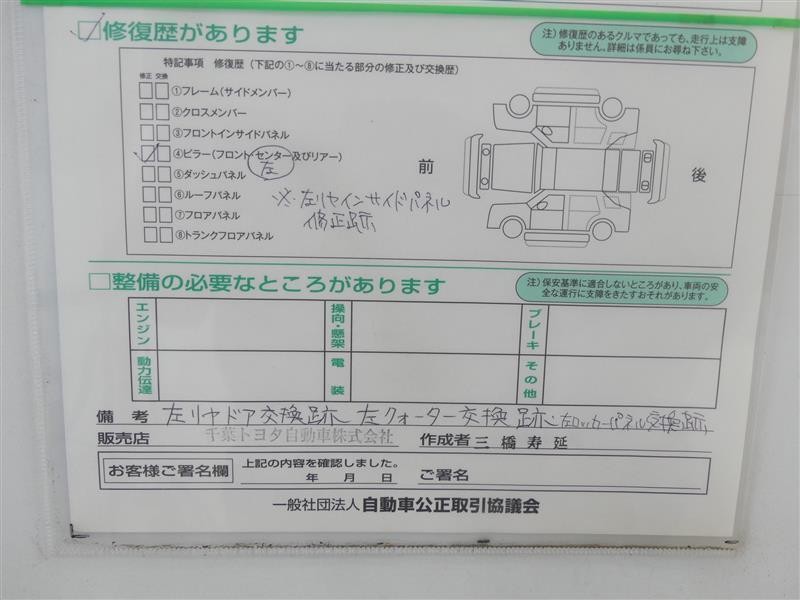 修復歴があります
注)修復歴のあるクルマであっても、走行上は支障
ありません。詳細は係員にお尋ね下さい。
特記事項 修復歴(下記の①~⑧に当たる部分の修正及び交換歴)
修正 交換
①フレーム(サイドメンバー)
②クロスメンバー
③フロントインサイドパネル
④ピラー(フロント・センター及びリアー)
左
⑤ダッシュパネル
⑥ルーフパネル
⑦フロアパネル
⑧トランクフロアパネル
※左リヤインサイドパネル
修正跡
前
後
整備の必要なところがあります
注)保安基準に適合しないところがあり、車両の安
全な運行に支障をきたすおそれがあります。
エンジン
操向・懸架
ブレーキ
動力伝達
電装
その他
備考 左リヤドア交換跡、左クォーター交換跡、左ロッカーパネル交換跡
販売店 千葉トヨタ自動車株式会社 作成者 三橋寿延
お客様ご署名欄 上記の内容を確認しました。
年 月 日 ご署名
一般社団法人 自動車公正取引協議会